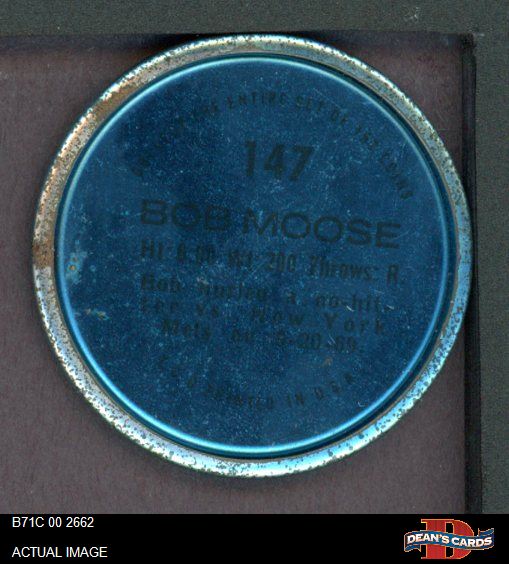 THE ENTIRE SET OF 153 COINS
147
BOB MOOSE
Ht 6:00 Wt 200 Throws: R.
Bob hurled a no-hit-
ter vs. New York
Mets on 9-20-69.
T.C.G. PRINTED IN U.S.A.
B71C 00 2662
ACTUAL IMAGE
D
DEAN'S CARDS